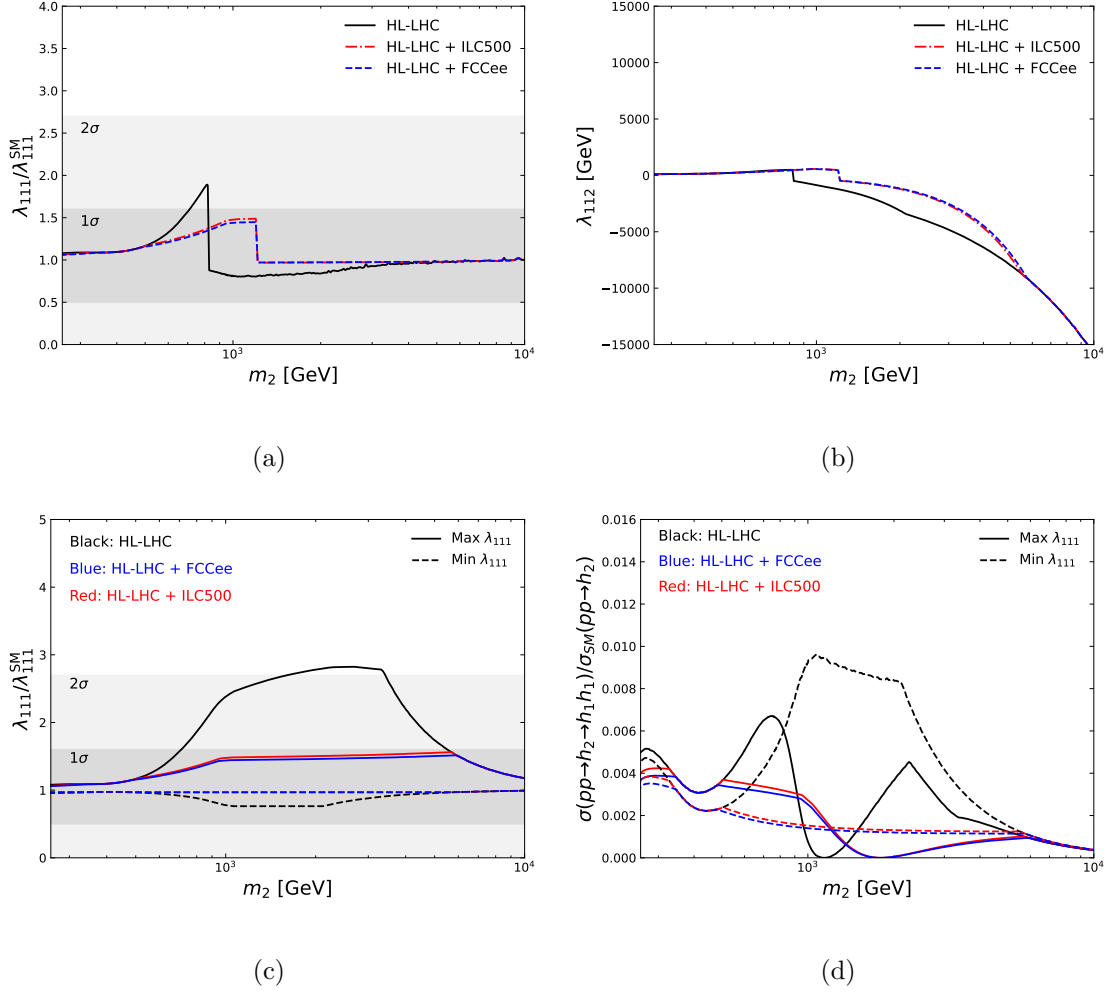 4.0
3.5
3.0
2.5
2.0
1.5
1.0
0.5
0.0
λ₁₁₁/λ₁₁₁^SM
HL-LHC
HL-LHC + ILC500
HL-LHC + FCCee
2σ
1σ
10³
10⁴
m₂ [GeV]
(a)
15000
10000
5000
0
−5000
−10000
−15000
λ₁₁₂ [GeV]
HL-LHC
HL-LHC + ILC500
HL-LHC + FCCee
10³
10⁴
m₂ [GeV]
(b)
5
4
3
2
1
0
λ₁₁₁/λ₁₁₁^SM
Black: HL-LHC
Blue: HL-LHC + FCCee
Red: HL-LHC + ILC500
Max λ₁₁₁
Min λ₁₁₁
2σ
1σ
10³
10⁴
m₂ [GeV]
(c)
0.016
0.014
0.012
0.010
0.008
0.006
0.004
0.002
0.000
σ(pp→h₂→h₁h₁)/σ_SM(pp→h₂)
Black: HL-LHC
Blue: HL-LHC + FCCee
Red: HL-LHC + ILC500
Max λ₁₁₁
Min λ₁₁₁
10³
10⁴
m₂ [GeV]
(d)